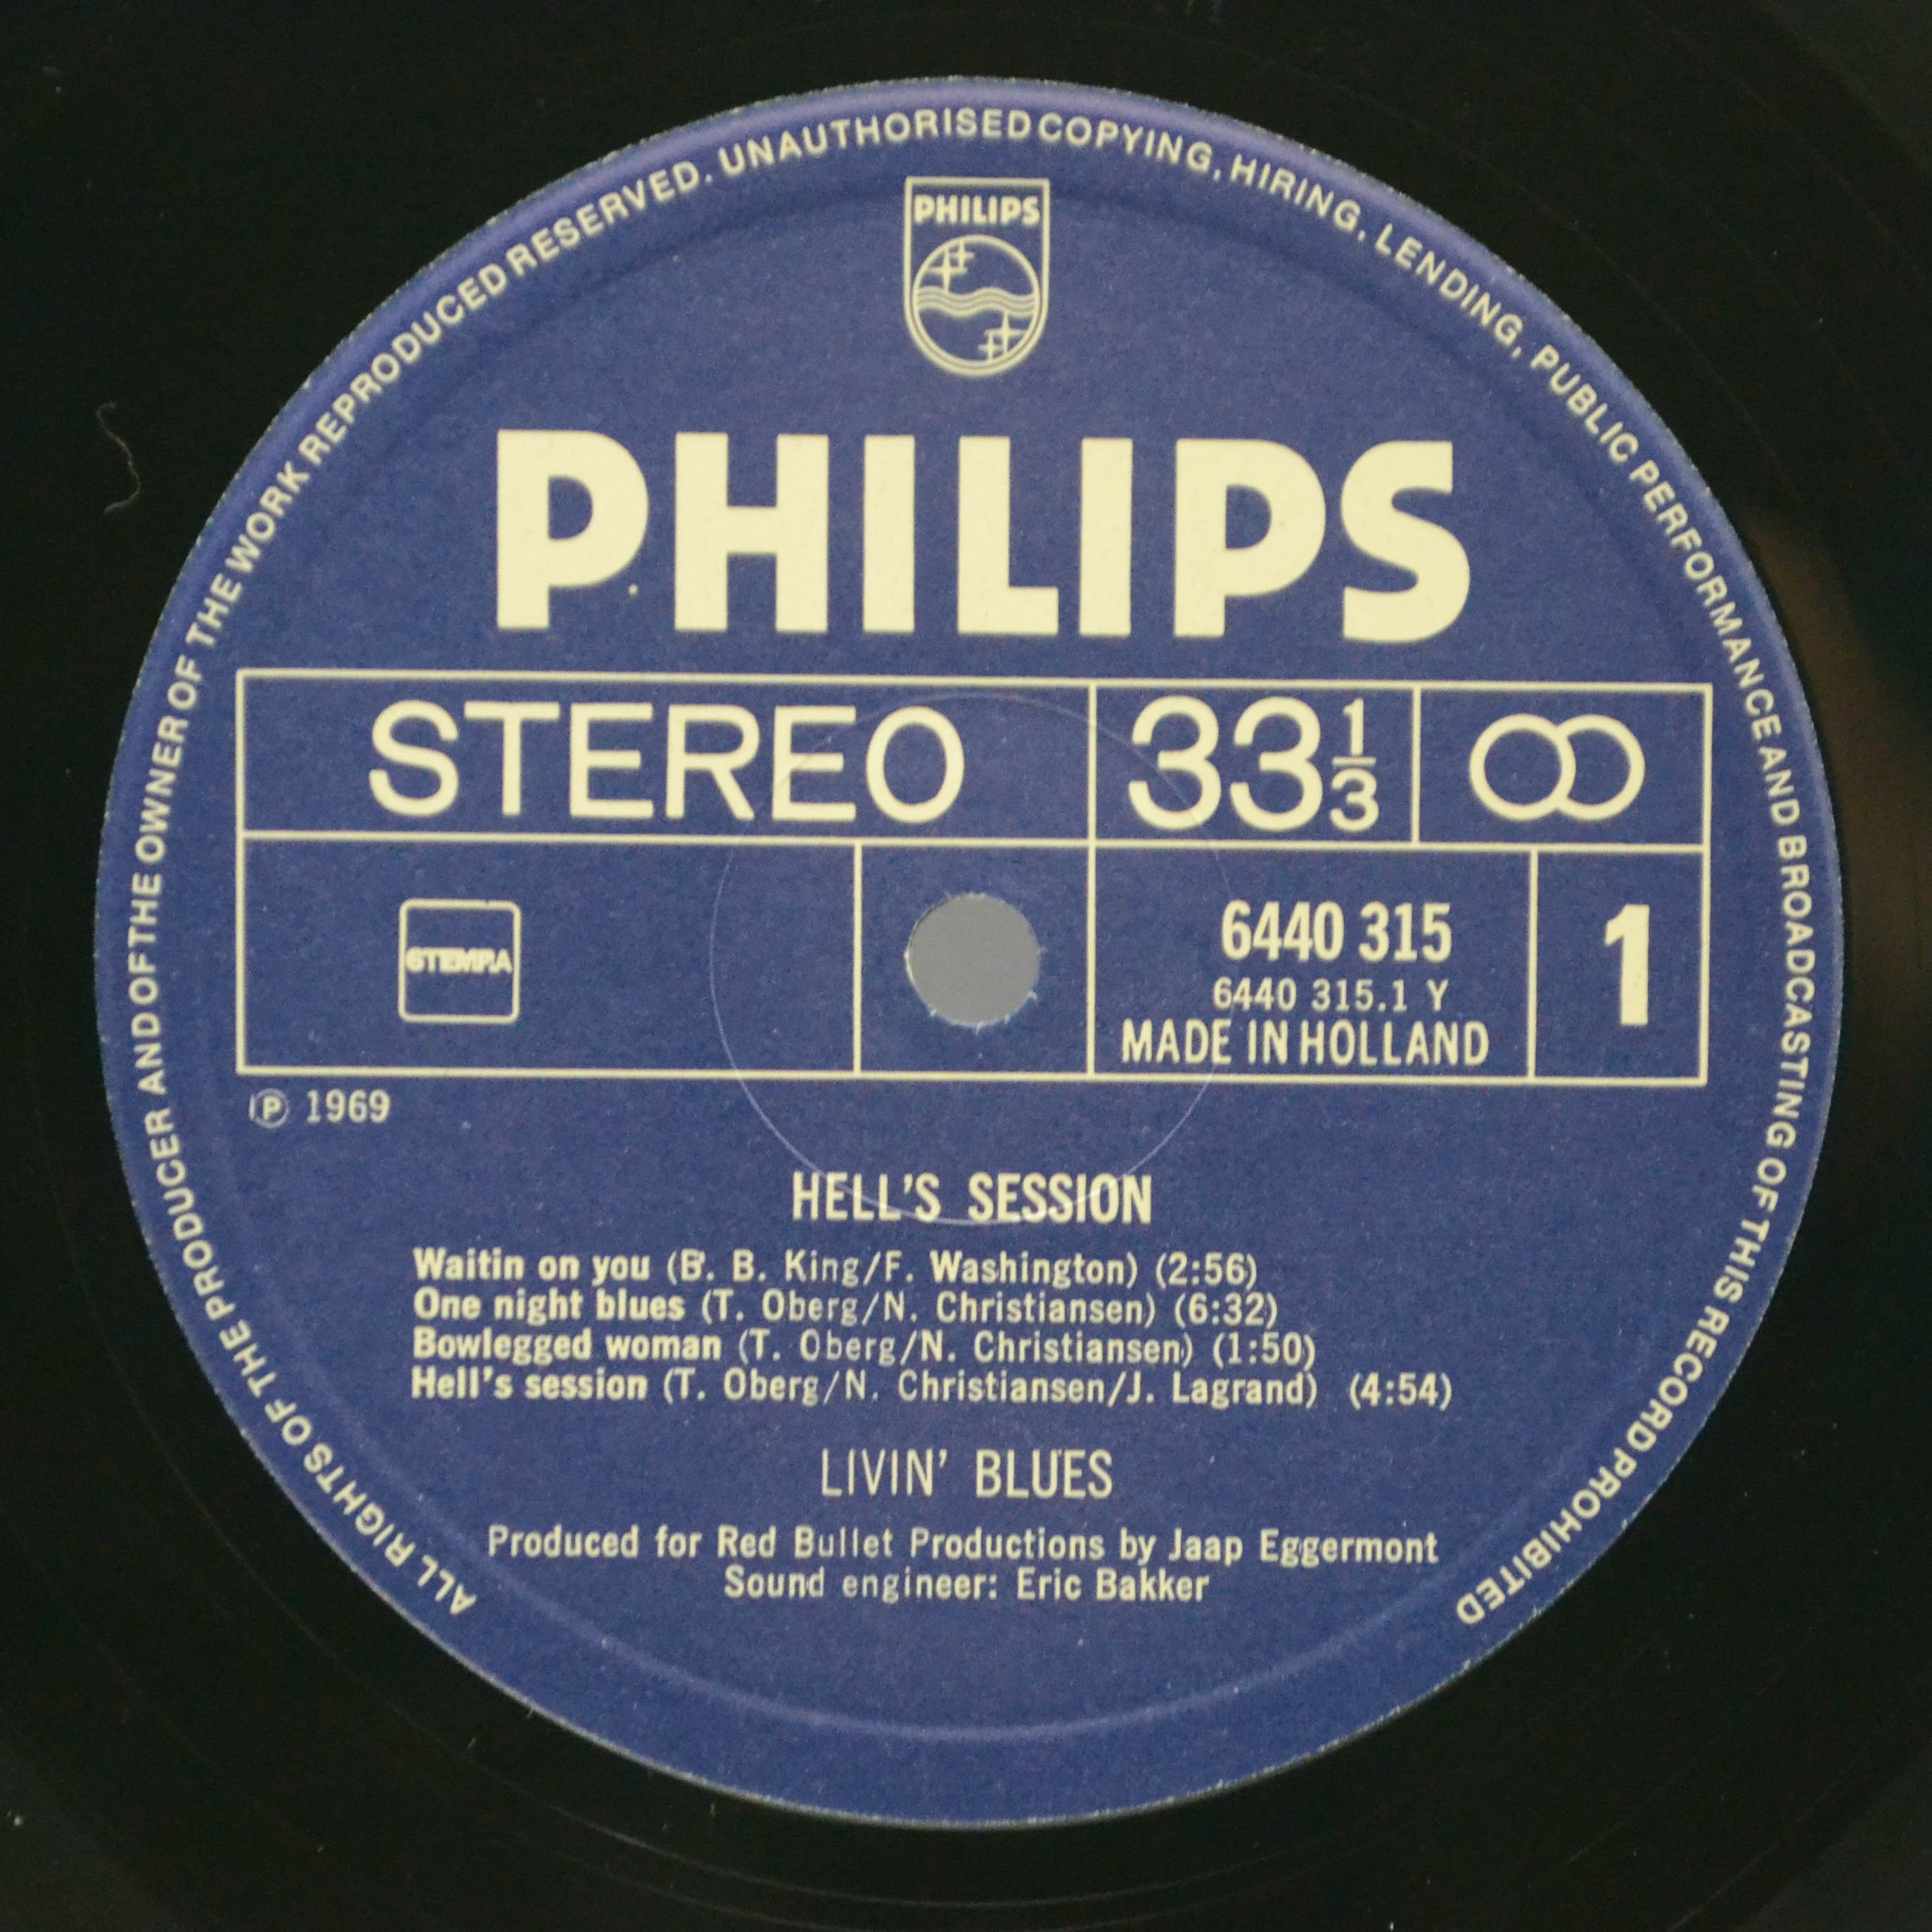 ALL RIGHTS OF THE PRODUCER AND OF THE OWNER OF THE WORK REPRODUCED RESERVED. UNAUTHORISED COPYING, HIRING, LENDING, PUBLIC PERFORMANCE AND BROADCASTING OF THIS RECORD PROHIBITED
PHILIPS
PHILIPS
STEREO 33 1/3
STEMRA
6440 315
6440 315.1 Y
MADE IN HOLLAND
1
℗ 1969
HELL'S SESSION
Waitin on you (B. B. King/F. Washington) (2:56)
One night blues (T. Oberg/N. Christiansen) (6:32)
Bowlegged woman (T. Oberg/N. Christiansen) (1:50)
Hell's session (T. Oberg/N. Christiansen/J. Lagrand) (4:54)
LIVIN' BLUES
Produced for Red Bullet Productions by Jaap Eggermont
Sound engineer: Eric Bakker